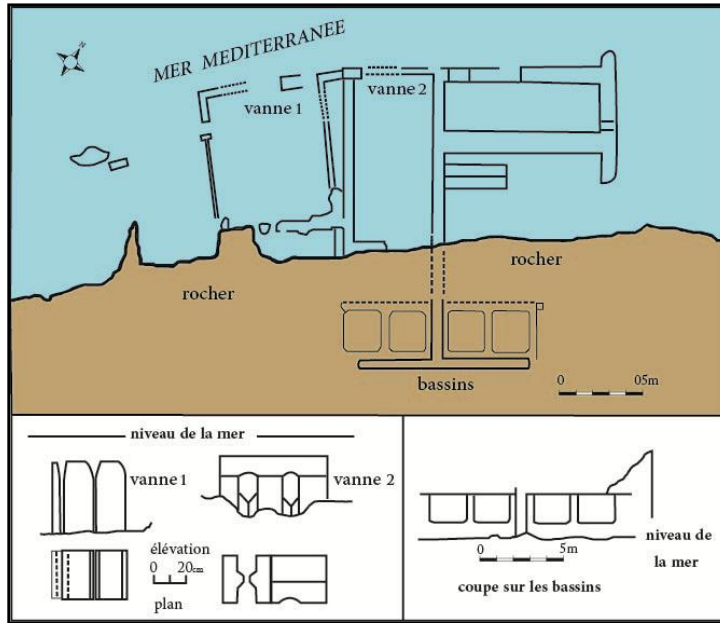 N
MER MEDITERRANEE
vanne 1
vanne 2
rocher
rocher
bassins
0 05m
niveau de la mer
vanne 1
vanne 2
élévation
0 20cm
plan
0 5m
niveau de
la mer
coupe sur les bassins